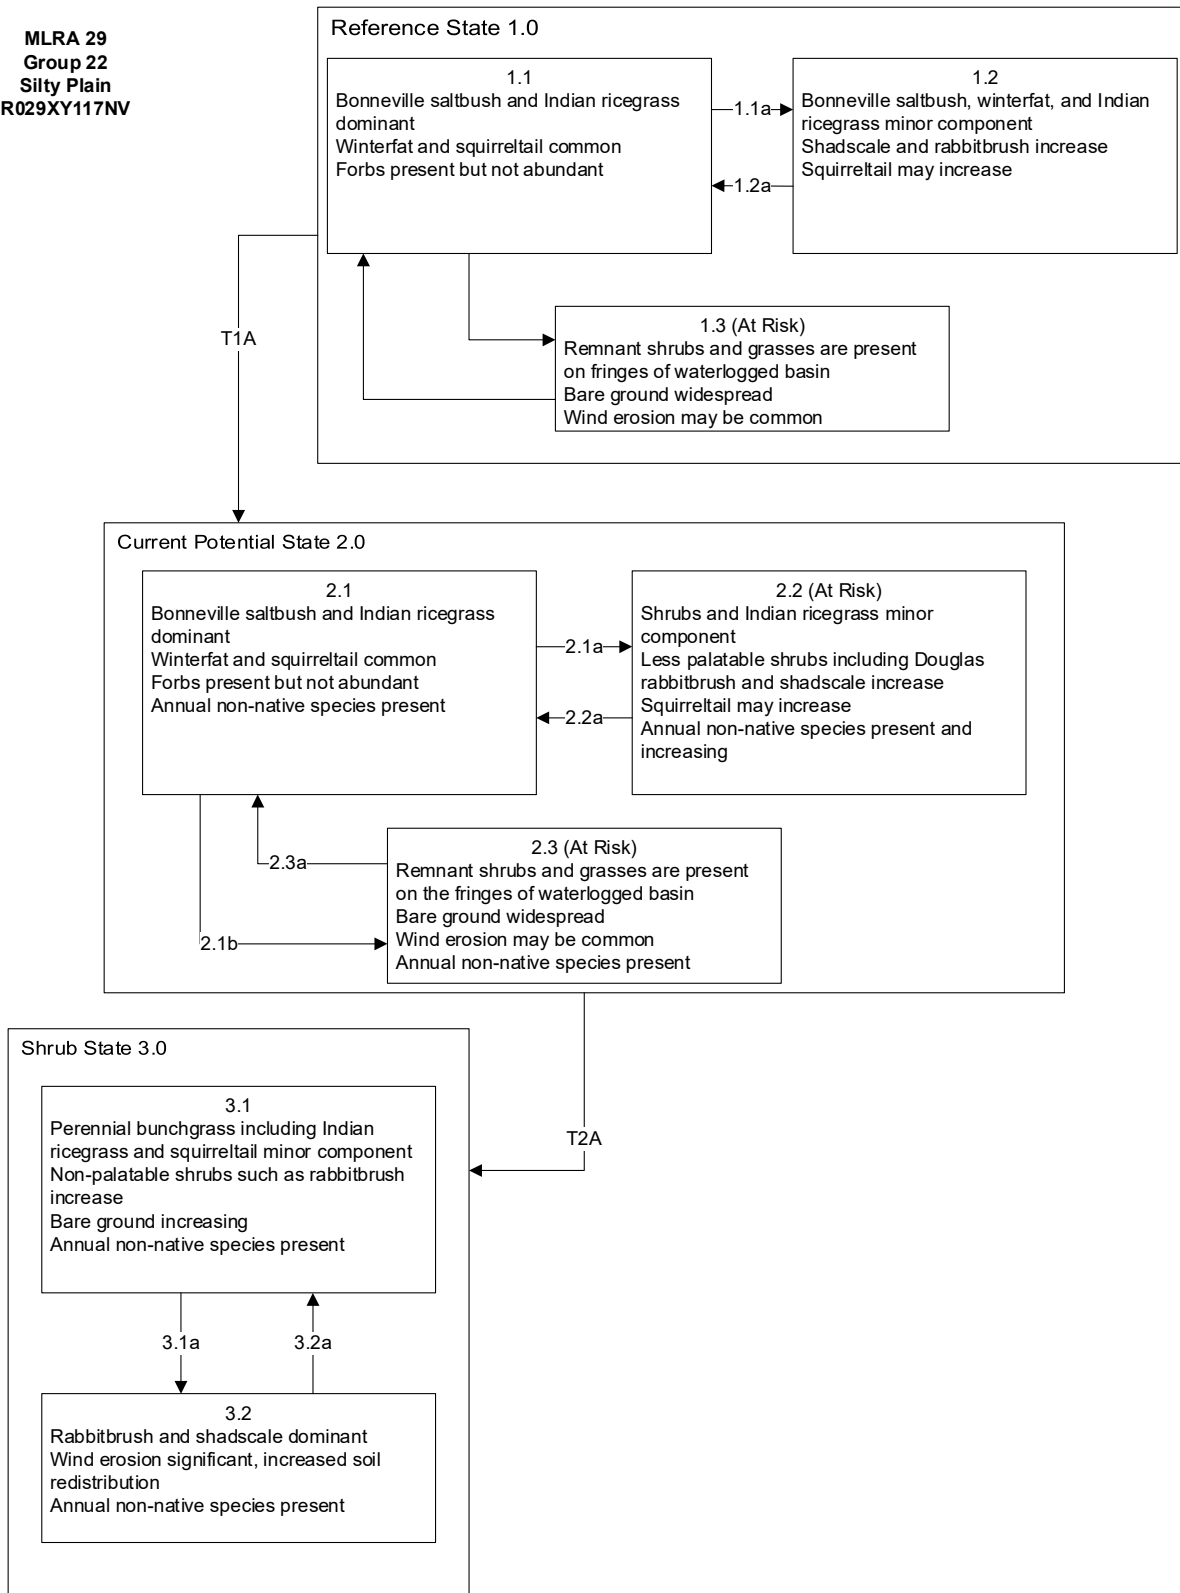 MLRA 29
Group 22
Silty Plain
R029XY117NV
Reference State 1.0
1.1
Bonneville saltbush and Indian ricegrass
dominant
Winterfat and squirreltail common
Forbs present but not abundant
1.1a
1.2a
1.2
Bonneville saltbush, winterfat, and Indian
ricegrass minor component
Shadscale and rabbitbrush increase
Squirreltail may increase
1.3 (At Risk)
Remnant shrubs and grasses are present
on fringes of waterlogged basin
Bare ground widespread
Wind erosion may be common
T1A
Current Potential State 2.0
2.1
Bonneville saltbush and Indian ricegrass
dominant
Winterfat and squirreltail common
Forbs present but not abundant
Annual non-native species present
2.1a
2.2a
2.2 (At Risk)
Shrubs and Indian ricegrass minor
component
Less palatable shrubs including Douglas
rabbitbrush and shadscale increase
Squirreltail may increase
Annual non-native species present and
increasing
2.3a
2.1b
2.3 (At Risk)
Remnant shrubs and grasses are present
on the fringes of waterlogged basin
Bare ground widespread
Wind erosion may be common
Annual non-native species present
T2A
Shrub State 3.0
3.1
Perennial bunchgrass including Indian
ricegrass and squirreltail minor component
Non-palatable shrubs such as rabbitbrush
increase
Bare ground increasing
Annual non-native species present
3.1a
3.2a
3.2
Rabbitbrush and shadscale dominant
Wind erosion significant, increased soil
redistribution
Annual non-native species present